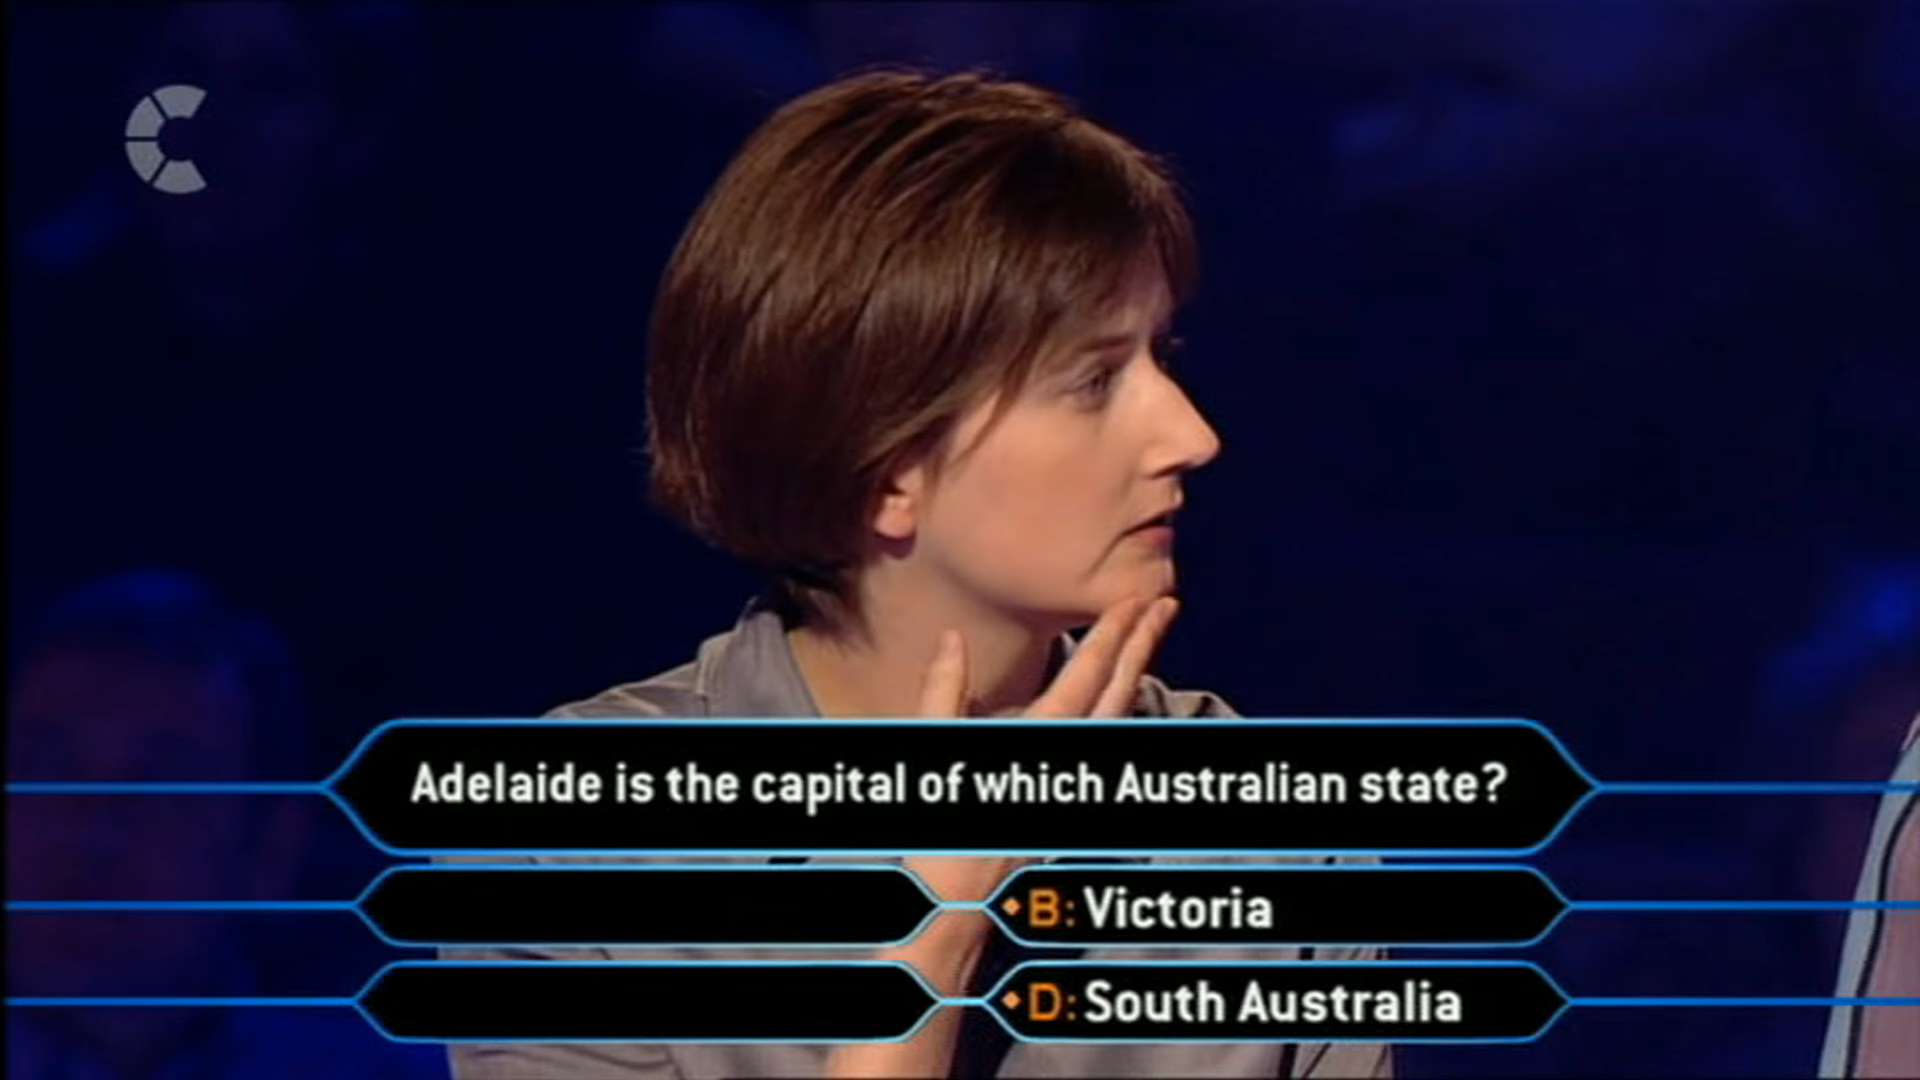 Adelaide is the capital of which Australian state?
B: Victoria
D: South Australia